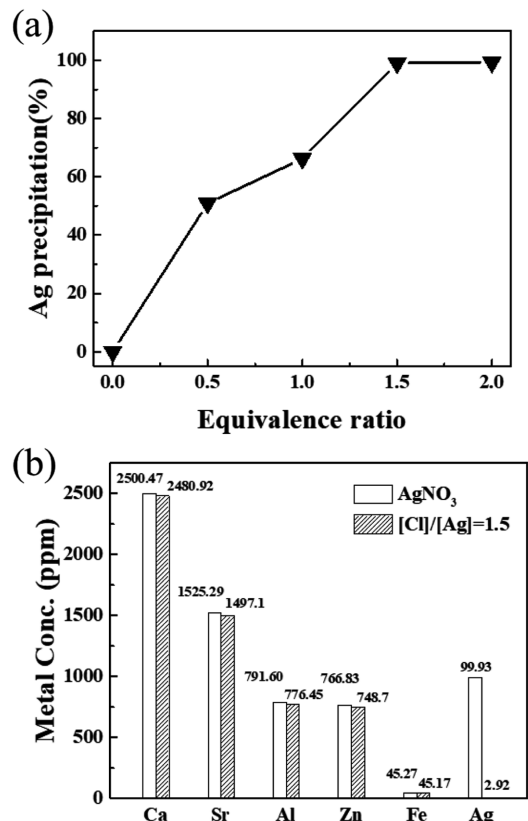 (a)
100
80
60
40
20
0
Ag precipitation(%)
0.0 0.5 1.0 1.5 2.0
Equivalence ratio
(b)
2500.47
2480.92
AgNO3
[Cl]/[Ag]=1.5
1525.29
1497.1
791.60
776.45
766.83
748.7
45.27
45.17
99.93
2.92
2500
2000
1500
1000
500
0
Metal Conc. (ppm)
Ca Sr Al Zn Fe Ag